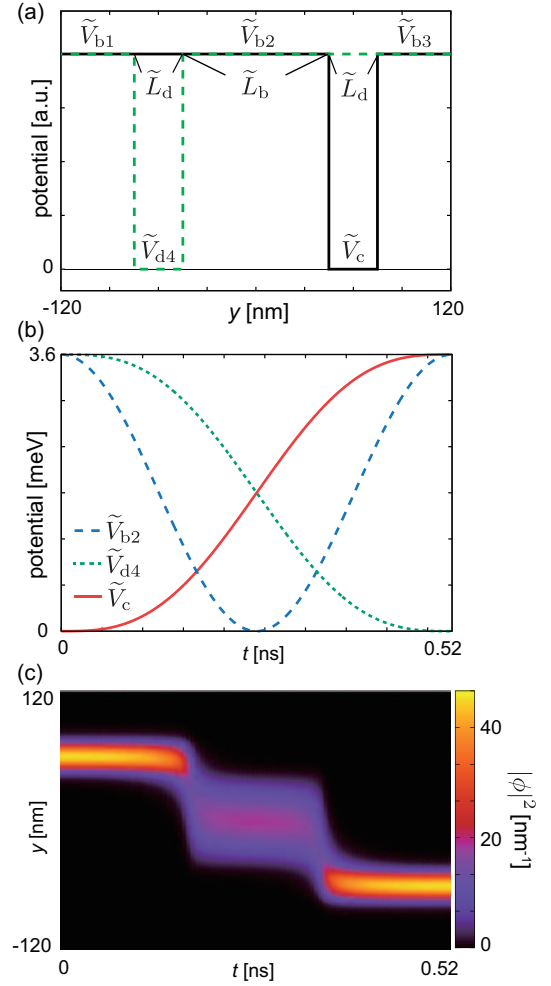 (a)
Ṽb1 Ṽb2 Ṽb3
L̃d L̃b L̃d
potential [a.u.]
Ṽd4 Ṽc
0
-120 120
y [nm]
(b)
3.6
potential [meV]
Ṽb2
Ṽd4
Ṽc
0
0 0.52
t [ns]
(c)
120
40
y [nm]
|ϕ|² [nm⁻¹]
20
-120 0
0 0.52
t [ns]